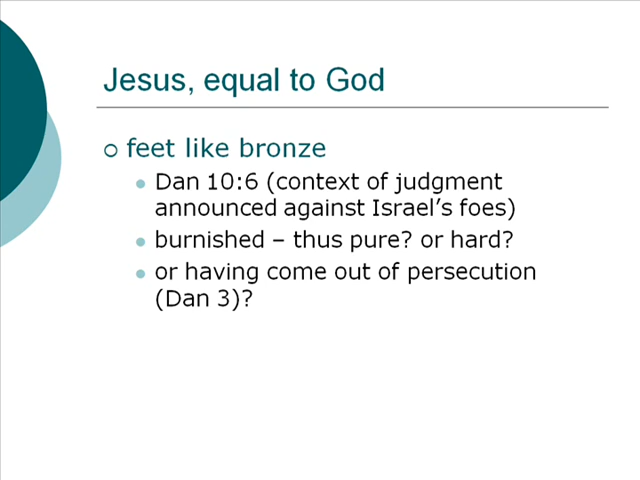 Jesus, equal to God
feet like bronze
Dan 10:6 (context of judgment
announced against Israel's foes)
burnished – thus pure? or hard?
or having come out of persecution
(Dan 3)?